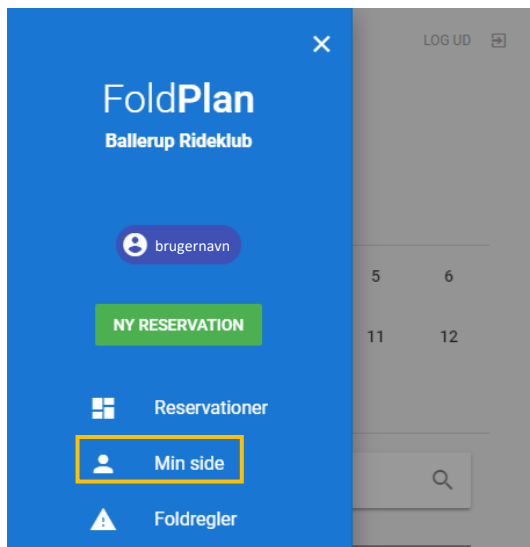 LOG UD
FoldPlan
Ballerup Rideklub
brugernavn
5 6
NY RESERVATION
11 12
Reservationer
Min side
Foldregler